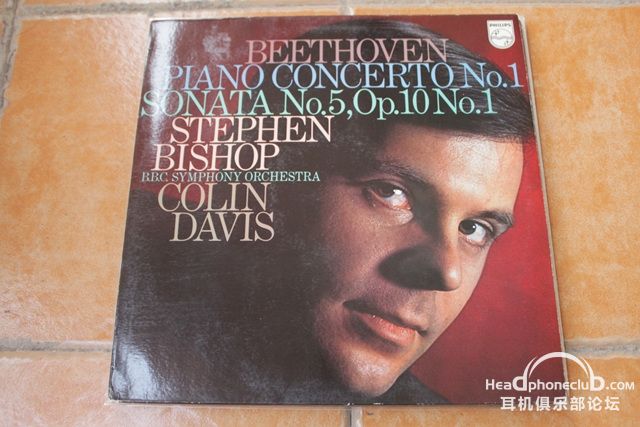 PHILIPS
BEETHOVEN
PIANO CONCERTO No.1
SONATA No.5, Op.10 No.1
STEPHEN
BISHOP
B.B.C. SYMPHONY ORCHESTRA
COLIN
DAVIS
Headphoneclub.com
耳机俱乐部论坛